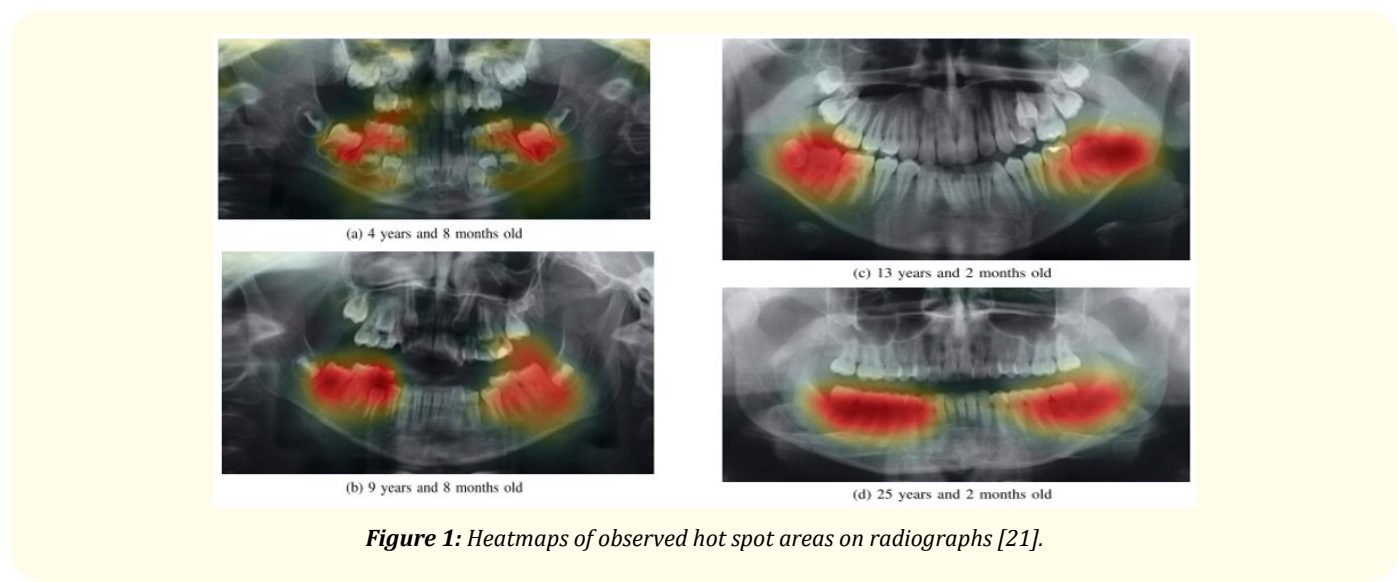 (a) 4 years and 8 months old
(b) 9 years and 8 months old
(c) 13 years and 2 months old
(d) 25 years and 2 months old
Figure 1: Heatmaps of observed hot spot areas on radiographs [21].